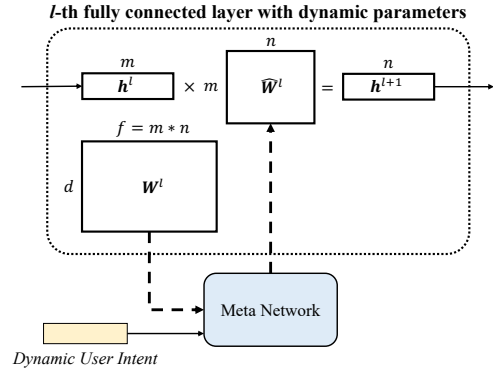 l-th fully connected layer with dynamic parameters
m
h^l
× m
n
Ŵ^l
=
n
h^{l+1}
f = m * n
d
W^l
Meta Network
Dynamic User Intent